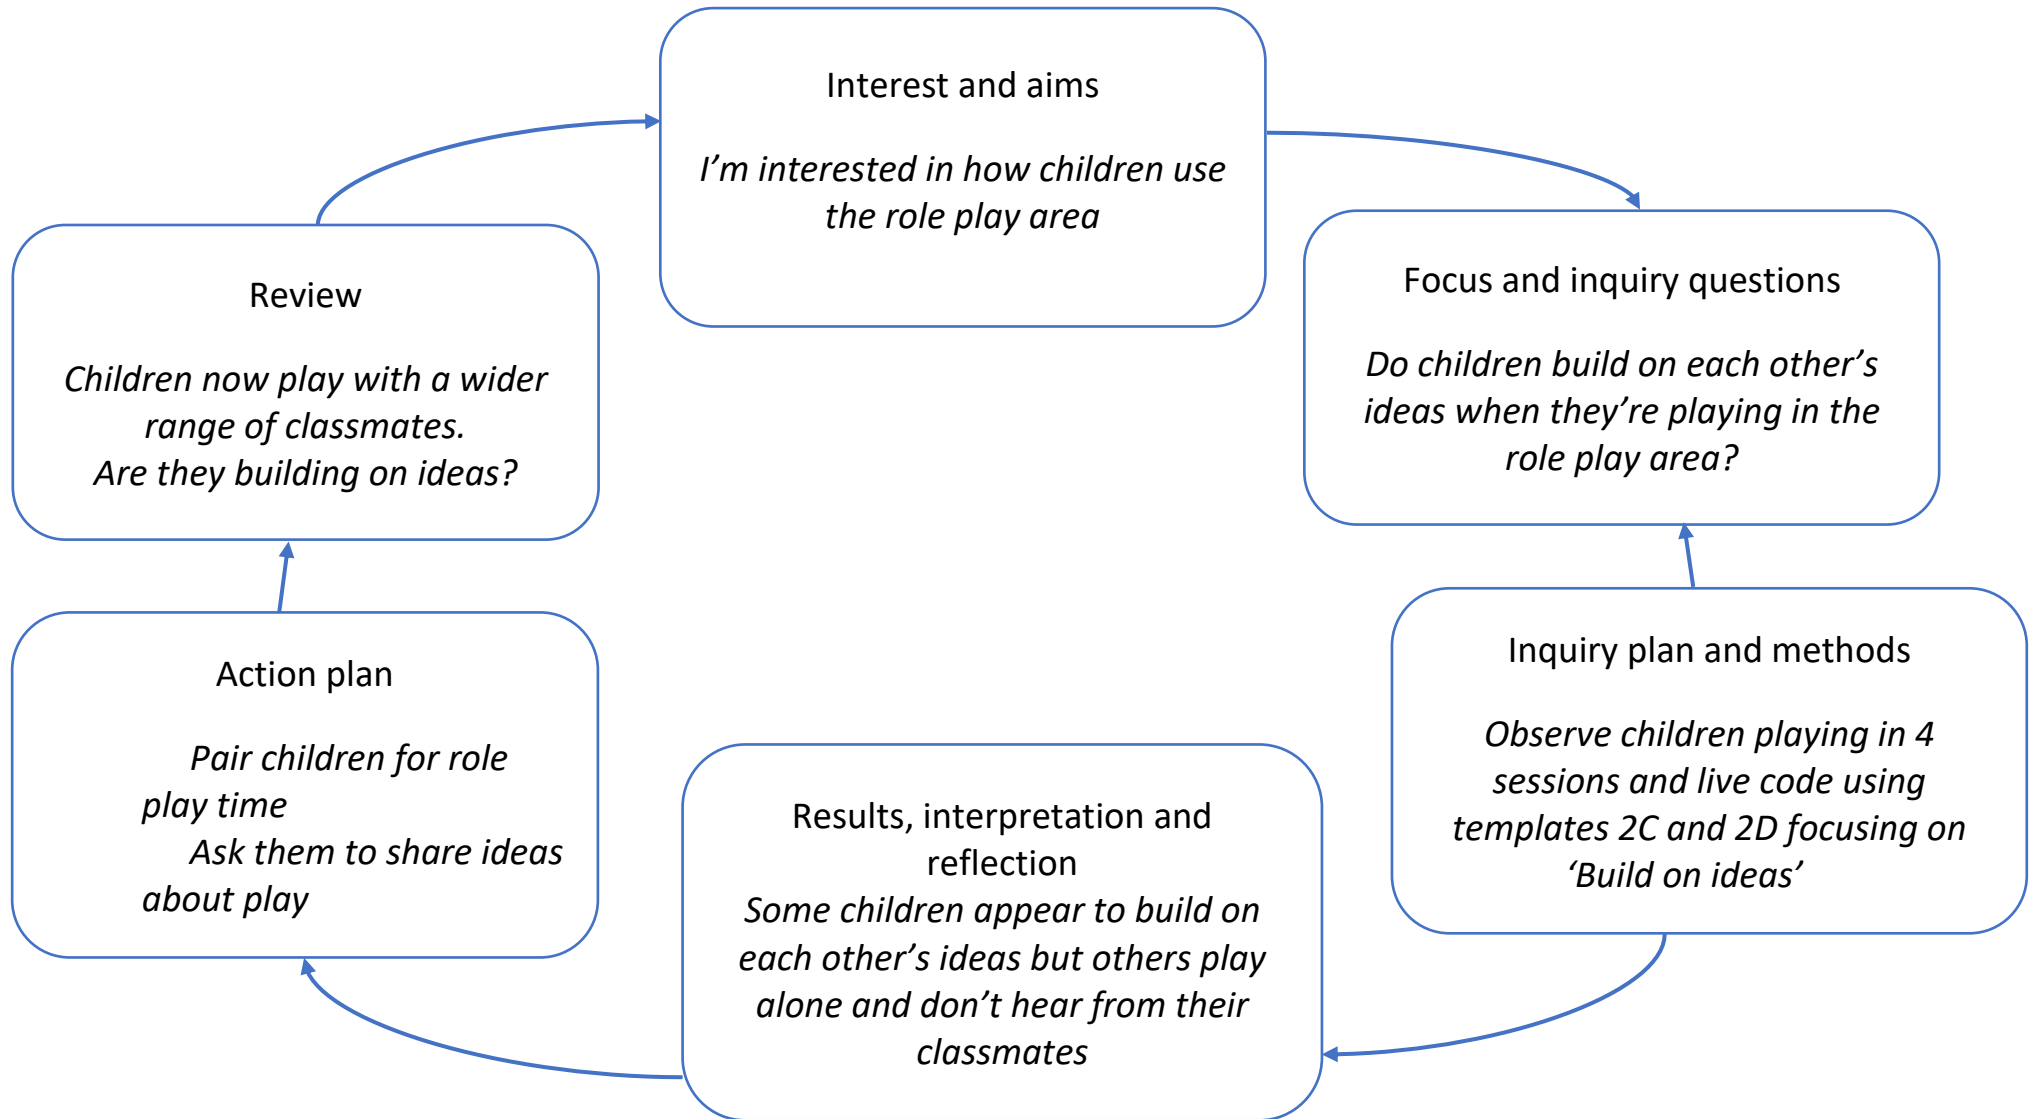 Interest and aims
I’m interested in how children use
the role play area
Focus and inquiry questions
Do children build on each other’s
ideas when they’re playing in the
role play area?
Inquiry plan and methods
Observe children playing in 4
sessions and live code using
templates 2C and 2D focusing on
‘Build on ideas’
Results, interpretation and
reflection
Some children appear to build on
each other’s ideas but others play
alone and don’t hear from their
classmates
Action plan
Pair children for role
play time
Ask them to share ideas
about play
Review
Children now play with a wider
range of classmates.
Are they building on ideas?